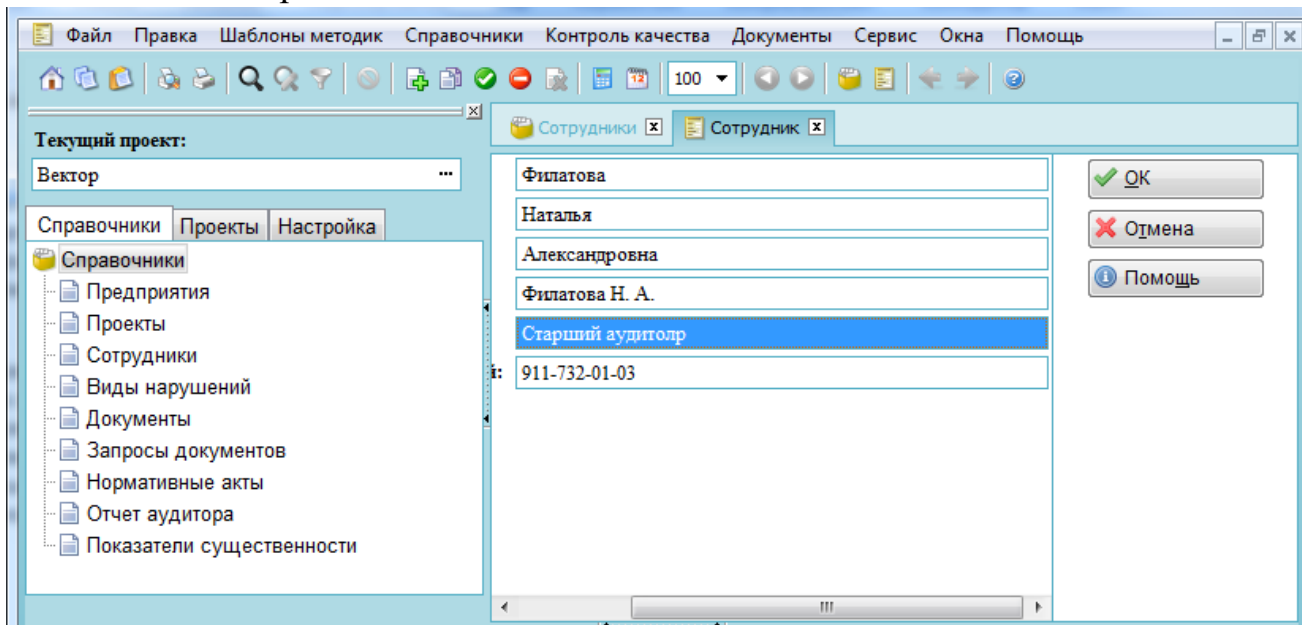 Файл Правка Шаблоны методик Справочники Контроль качества Документы Сервис Окна Помощь
12 100
Текущий проект:
Вектор ...
Справочники Проекты Настройка
Справочники
Предприятия
Проекты
Сотрудники
Виды нарушений
Документы
Запросы документов
Нормативные акты
Отчет аудитора
Показатели существенности
Сотрудники Сотрудник
Филатова
Наталья
Александровна
Филатова Н. А.
Старший аудитолр
й: 911-732-01-03
ОК
Отмена
Помощь